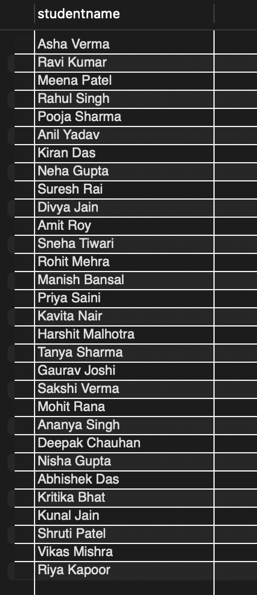 studentname
Asha Verma
Ravi Kumar
Meena Patel
Rahul Singh
Pooja Sharma
Anil Yadav
Kiran Das
Neha Gupta
Suresh Rai
Divya Jain
Amit Roy
Sneha Tiwari
Rohit Mehra
Manish Bansal
Priya Saini
Kavita Nair
Harshit Malhotra
Tanya Sharma
Gaurav Joshi
Sakshi Verma
Mohit Rana
Ananya Singh
Deepak Chauhan
Nisha Gupta
Abhishek Das
Kritika Bhat
Kunal Jain
Shruti Patel
Vikas Mishra
Riya Kapoor